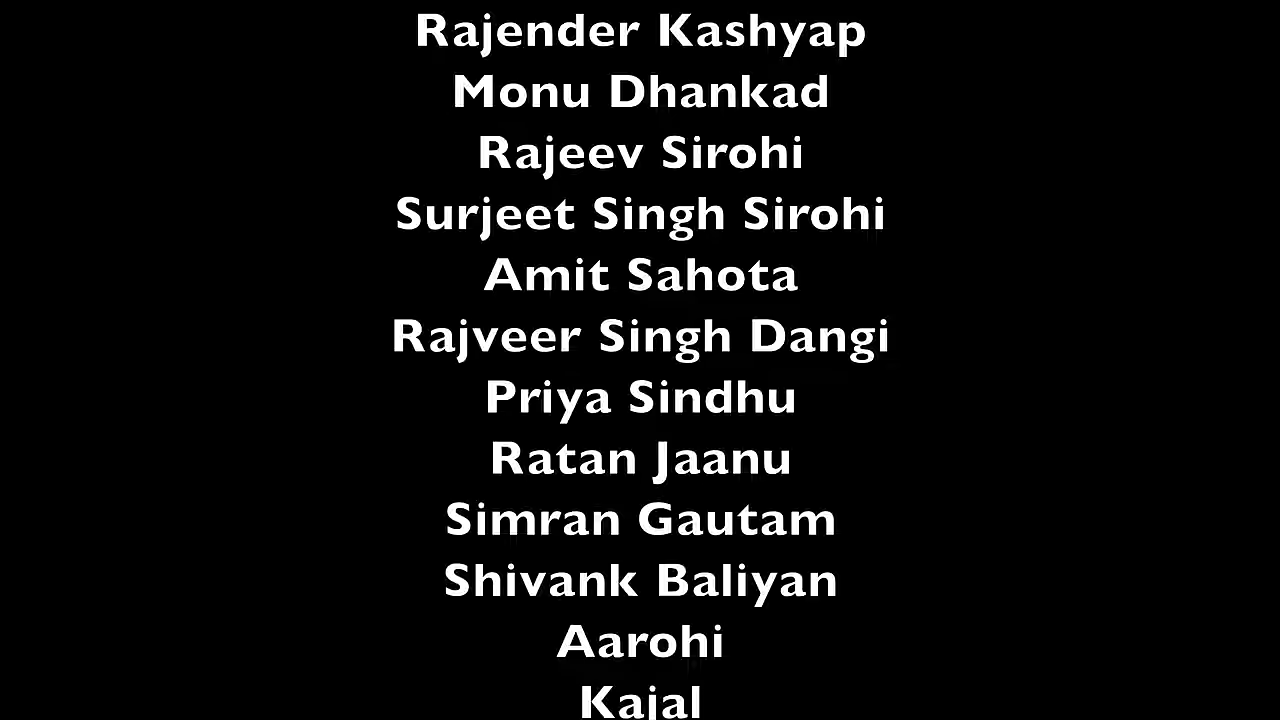 Rajender Kashyap
Monu Dhankad
Rajeev Sirohi
Surjeet Singh Sirohi
Amit Sahota
Rajveer Singh Dangi
Priya Sindhu
Ratan Jaanu
Simran Gautam
Shivank Baliyan
Aarohi
Kajal